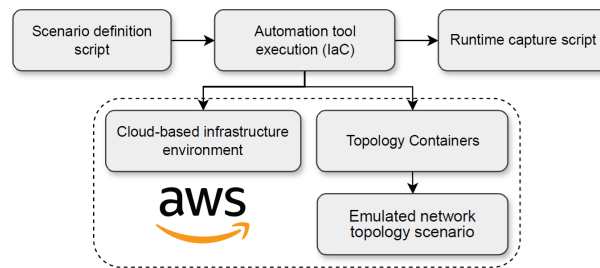 Scenario definition
script
Automation tool
execution (IaC)
Runtime capture script
Cloud-based infrastructure
environment
Topology Containers
aws
Emulated network
topology scenario